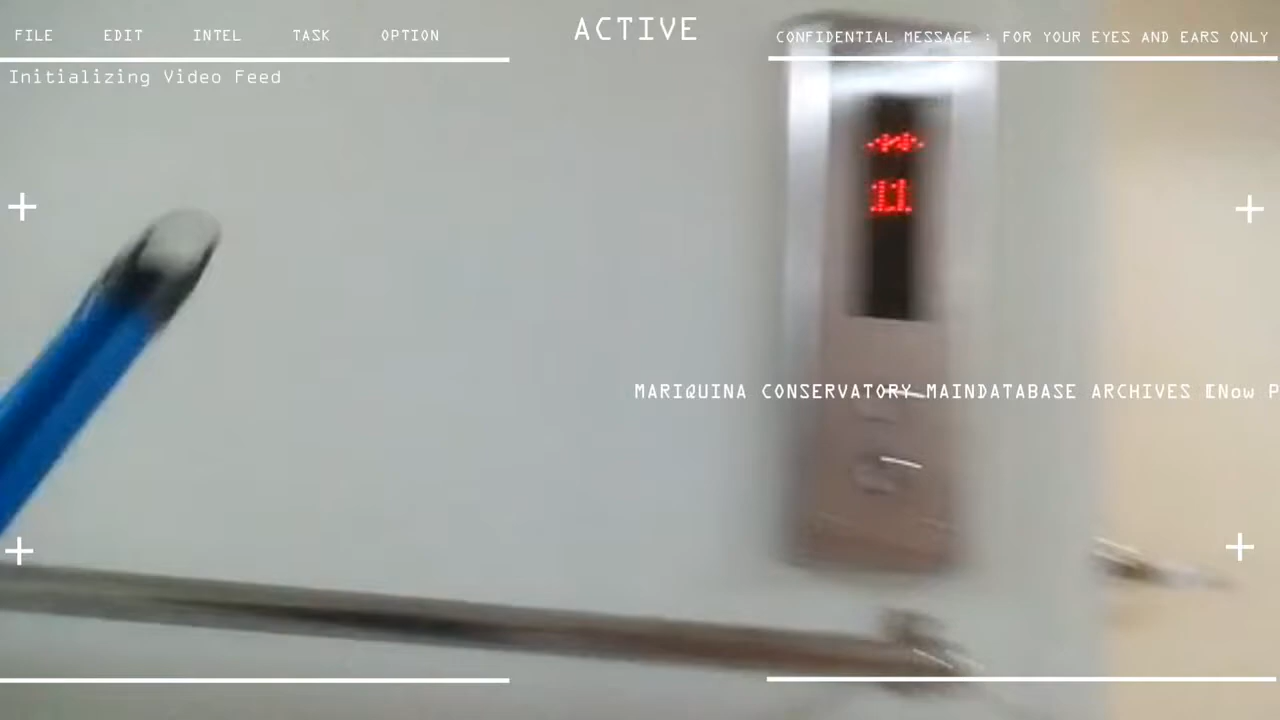 FILE EDIT INTEL TASK OPTION
ACTIVE
CONFIDENTIAL MESSAGE : FOR YOUR EYES AND EARS ONLY
Initializing Video Feed
11
MARIQUINA CONSERVATORY MAINDATABASE ARCHIVES [Now P